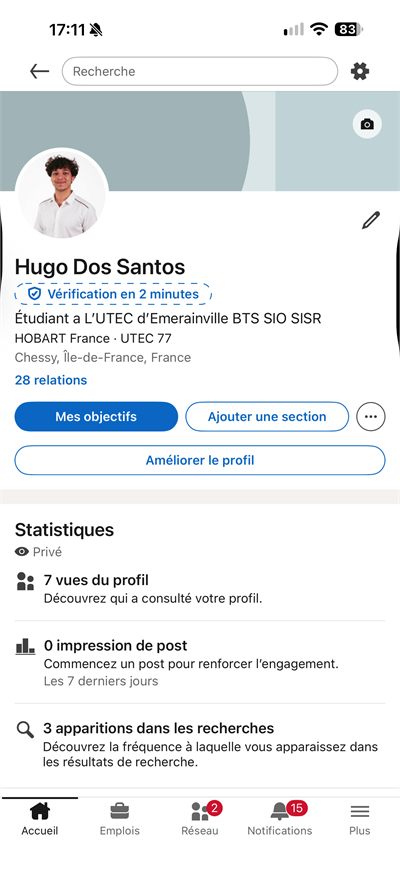 17:11
83
Recherche
Hugo Dos Santos
Vérification en 2 minutes
Étudiant a L’UTEC d’Emerainville BTS SIO SISR
HOBART France · UTEC 77
Chessy, Île-de-France, France
28 relations
Mes objectifs
Ajouter une section
Améliorer le profil
Statistiques
Privé
7 vues du profil
Découvrez qui a consulté votre profil.
0 impression de post
Commencez un post pour renforcer l’engagement.
Les 7 derniers jours
3 apparitions dans les recherches
Découvrez la fréquence à laquelle vous apparaissez dans
les résultats de recherche.
2
15
Accueil
Emplois
Réseau
Notifications
Plus